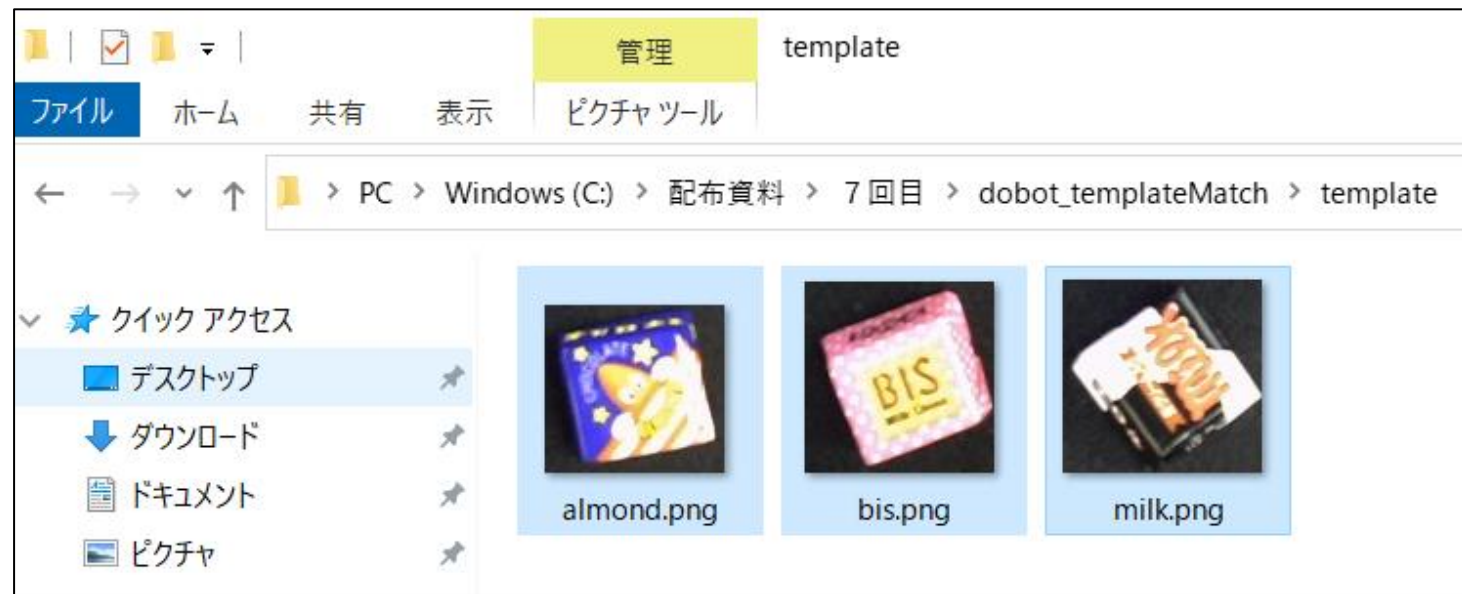 管理 template
ファイル ホーム 共有 表示 ピクチャ ツール
PC > Windows (C:) > 配布資料 > 7回目 > dobot_templateMatch > template
クイック アクセス
デスクトップ
ダウンロード
ドキュメント
ピクチャ
CHOCOLATE
BIS
almond.png bis.png milk.png